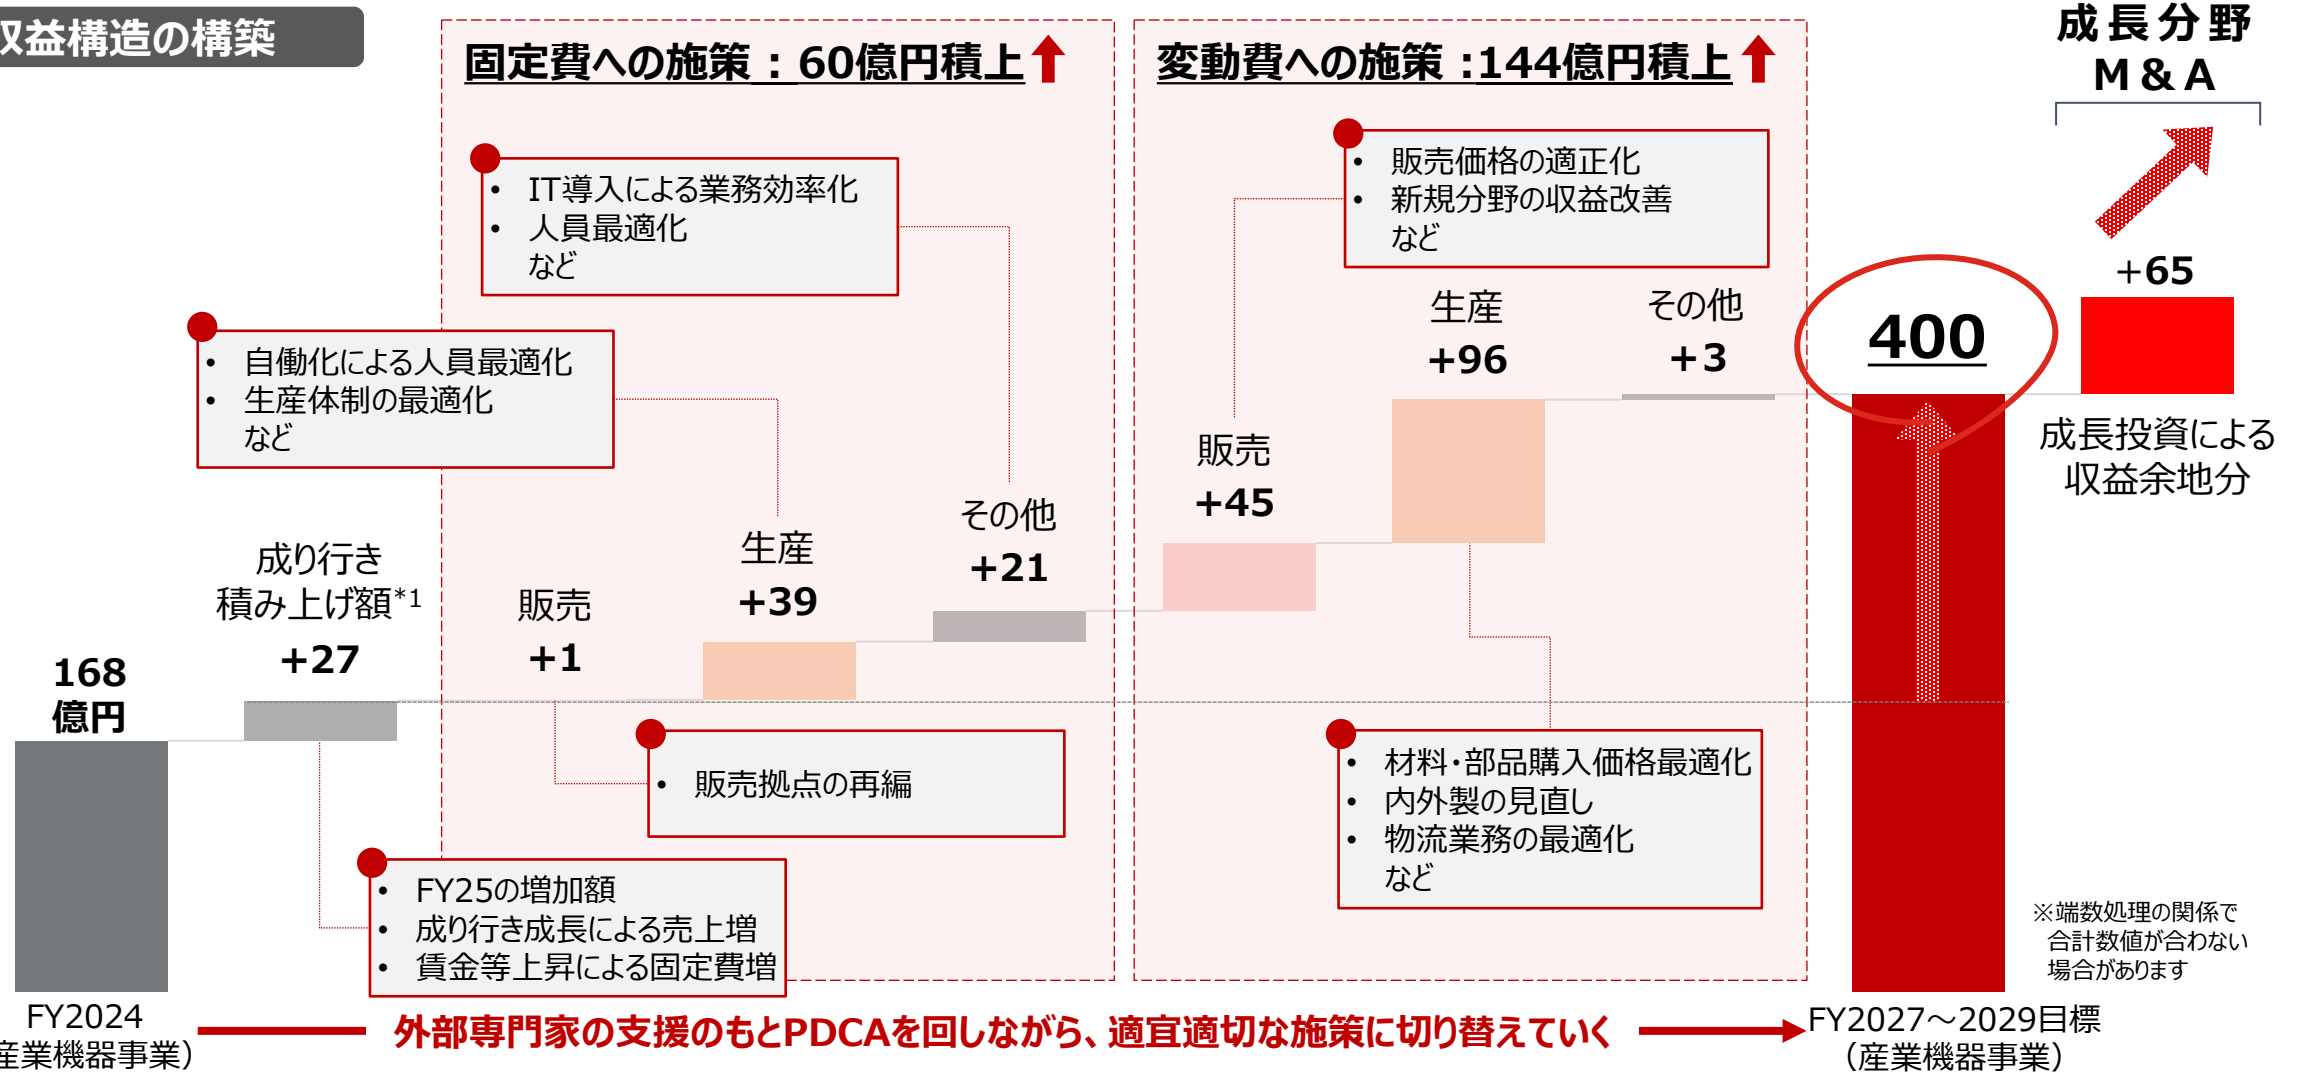 収益構造の構築
固定費への施策：60億円積上
変動費への施策：144億円積上
成長分野
M＆A
• IT導入による業務効率化
• 人員最適化
など
• 販売価格の適正化
• 新規分野の収益改善
など
• 自働化による人員最適化
• 生産体制の最適化
など
168
億円
成り行き
積み上げ額*1
+27
販売
+1
生産
+39
その他
+21
販売
+45
生産
+96
その他
+3
400
+65
成長投資による
収益余地分
• 販売拠点の再編
• FY25の増加額
• 成り行き成長による売上増
• 賃金等上昇による固定費増
• 材料・部品購入価格最適化
• 内外製の見直し
• 物流業務の最適化
など
※端数処理の関係で
合計数値が合わない
場合があります
FY2024
産業機器事業）
外部専門家の支援のもとPDCAを回しながら、適宜適切な施策に切り替えていく
FY2027～2029目標
（産業機器事業）